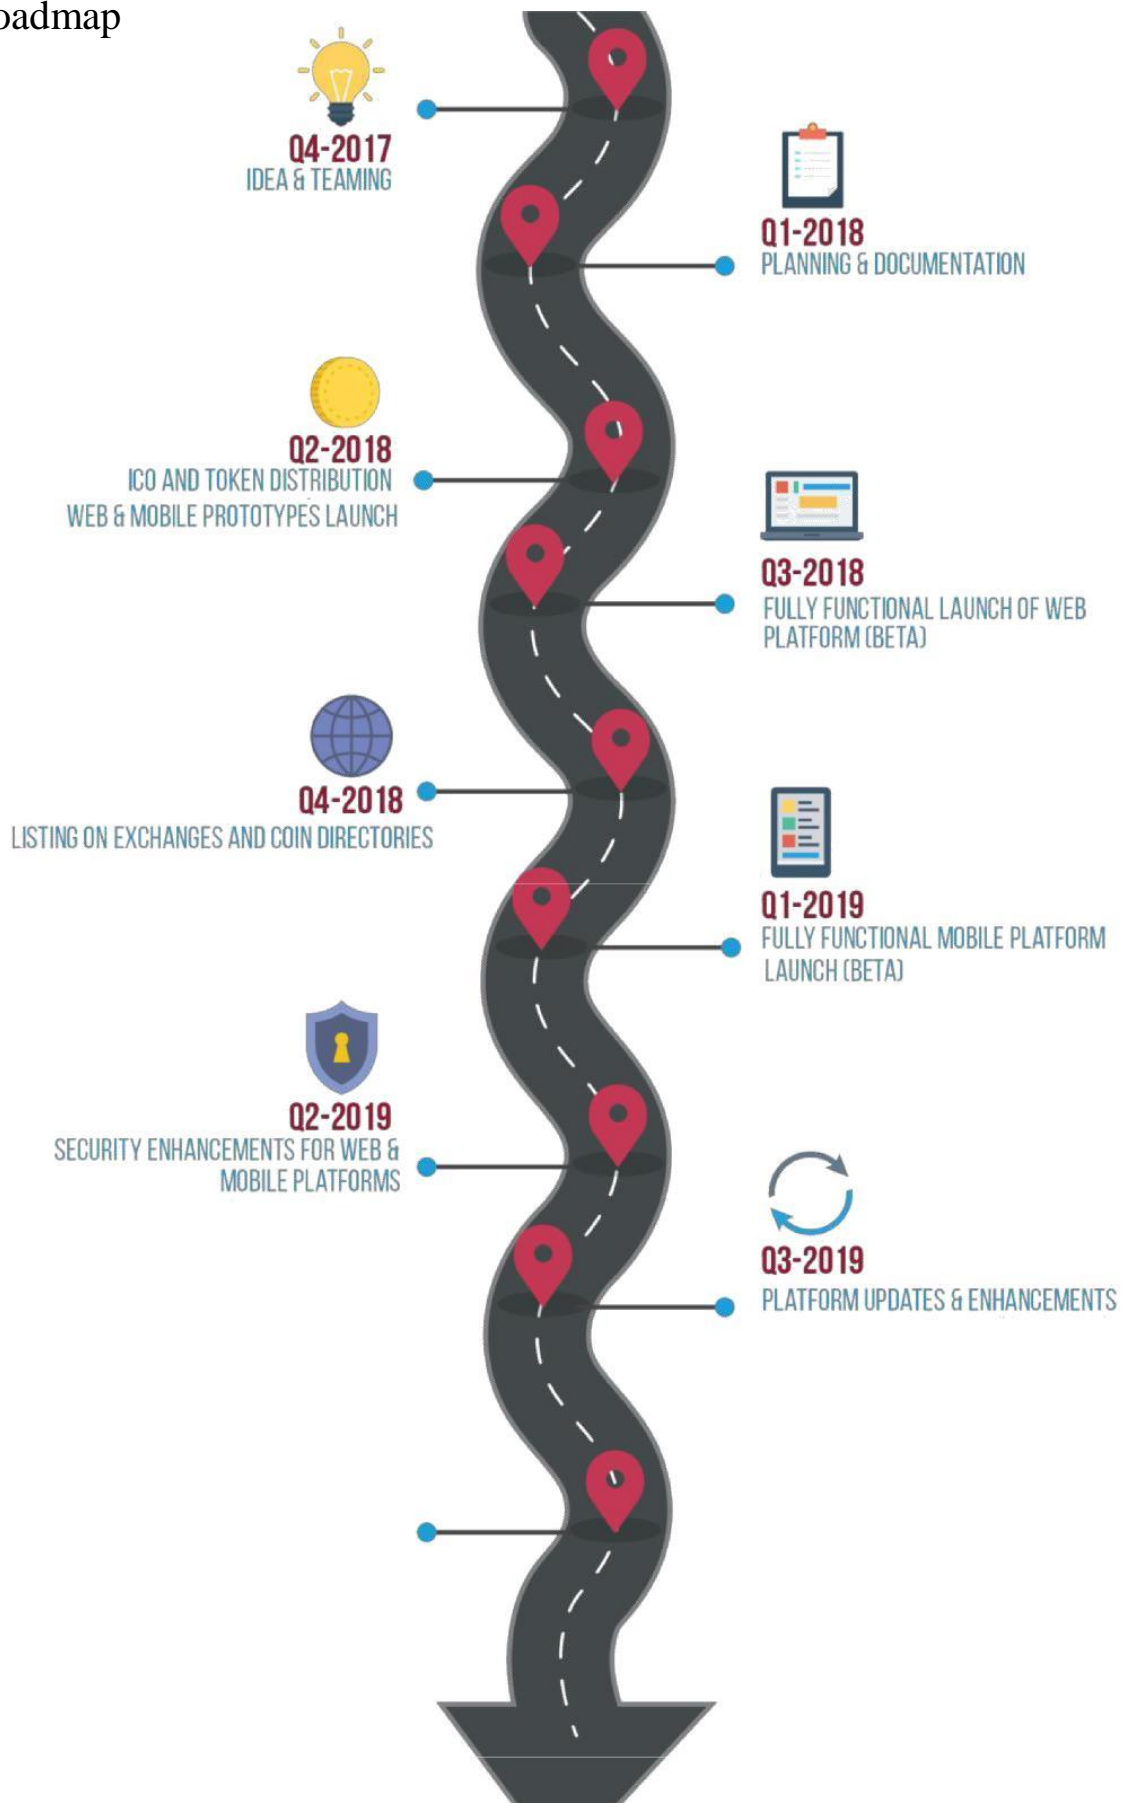 oadmap
Q4-2017
IDEA & TEAMING
Q1-2018
PLANNING & DOCUMENTATION
Q2-2018
ICO AND TOKEN DISTRIBUTION
WEB & MOBILE PROTOTYPES LAUNCH
Q3-2018
FULLY FUNCTIONAL LAUNCH OF WEB
PLATFORM (BETA)
Q4-2018
LISTING ON EXCHANGES AND COIN DIRECTORIES
Q1-2019
FULLY FUNCTIONAL MOBILE PLATFORM
LAUNCH (BETA)
Q2-2019
SECURITY ENHANCEMENTS FOR WEB &
MOBILE PLATFORMS
Q3-2019
PLATFORM UPDATES & ENHANCEMENTS